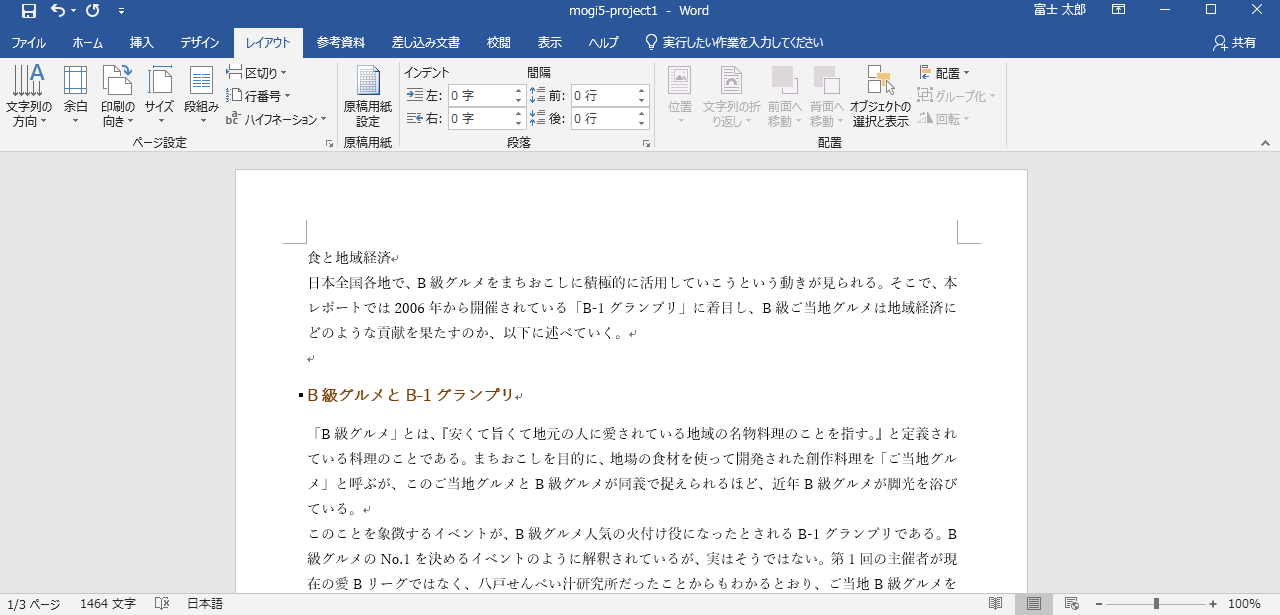 mogi5-project1 - Word
富士 太郎
ファイル ホーム 挿入 デザイン レイアウト 参考資料 差し込み文書 校閲 表示 ヘルプ 実行したい作業を入力してください 共有
文字列の方向 余白 印刷の向き サイズ 段組み
区切り
行番号
ハイフネーション
ページ設定
原稿用紙設定
原稿用紙
インデント 間隔
左: 0 字 前: 0 行
右: 0 字 後: 0 行
段落
位置 文字列の折り返し 前面へ移動 背面へ移動 オブジェクトの選択と表示
配置
グループ化
回転
配置
食と地域経済
日本全国各地で、B 級グルメをまちおこしに積極的に活用していこうという動きが見られる。そこで、本
レポートでは 2006 年から開催されている「B-1 グランプリ」に着目し、B 級ご当地グルメは地域経済に
どのような貢献を果たすのか、以下に述べていく。
B 級グルメと B-1 グランプリ
「B 級グルメ」とは、『安くて旨くて地元の人に愛されている地域の名物料理のことを指す。』と定義され
ている料理のことである。まちおこしを目的に、地場の食材を使って開発された創作料理を「ご当地グル
メ」と呼ぶが、このご当地グルメと B 級グルメが同義で捉えられるほど、近年 B 級グルメが脚光を浴び
ている。
このことを象徴するイベントが、B 級グルメ人気の火付け役になったとされる B-1 グランプリである。B
級グルメの No.1 を決めるイベントのように解釈されているが、実はそうではない。第 1 回の主催者が現
在の愛 B リーグではなく、八戸せんべい汁研究所だったことからもわかるとおり、ご当地 B 級グルメを
1/3 ページ 1464 文字 日本語 100%